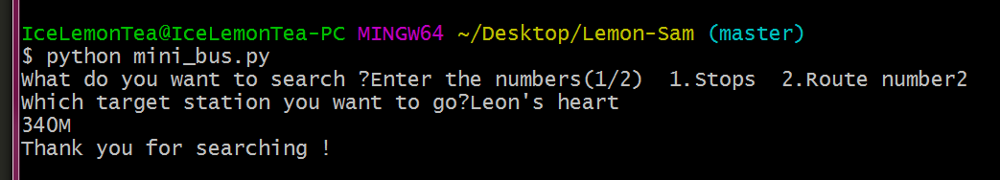 IceLemonTea@IceLemonTea-PC MINGW64 ~/Desktop/Lemon-Sam (master)
$ python mini_bus.py
What do you want to search ?Enter the numbers(1/2)  1.Stops  2.Route number2
Which target station you want to go?Leon's heart
340M
Thank you for searching !